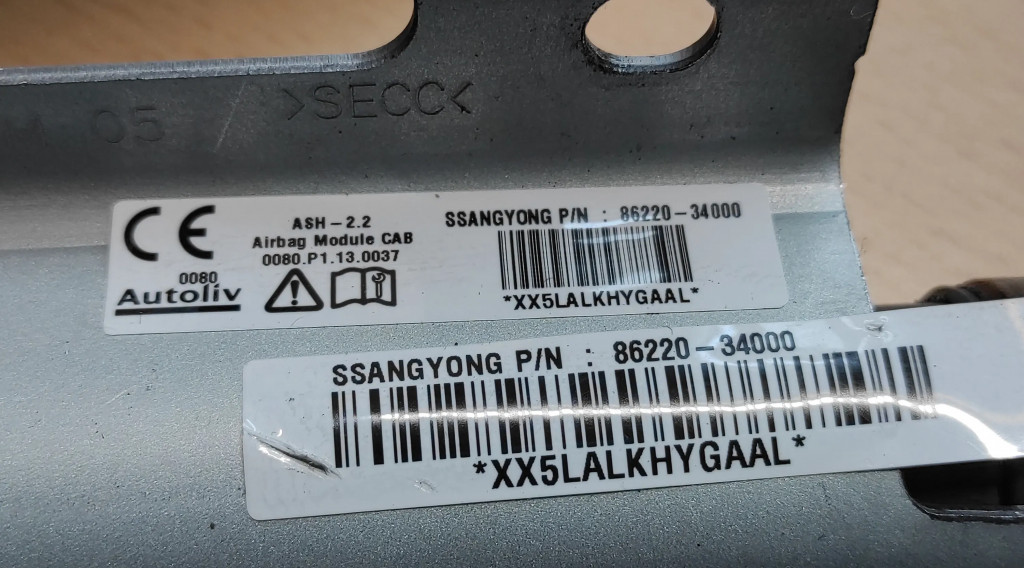 05
>SECC<
CE
0080
Autoliv
ASH-2.2
Airbag Module CAB
0080.P1.13.0037
SSANGYONG P/N : 86220-34000
*XX5LALKHYGAAL*
SSANGYONG P/N : 86220-34000
*XX5LALKHYGAAL*